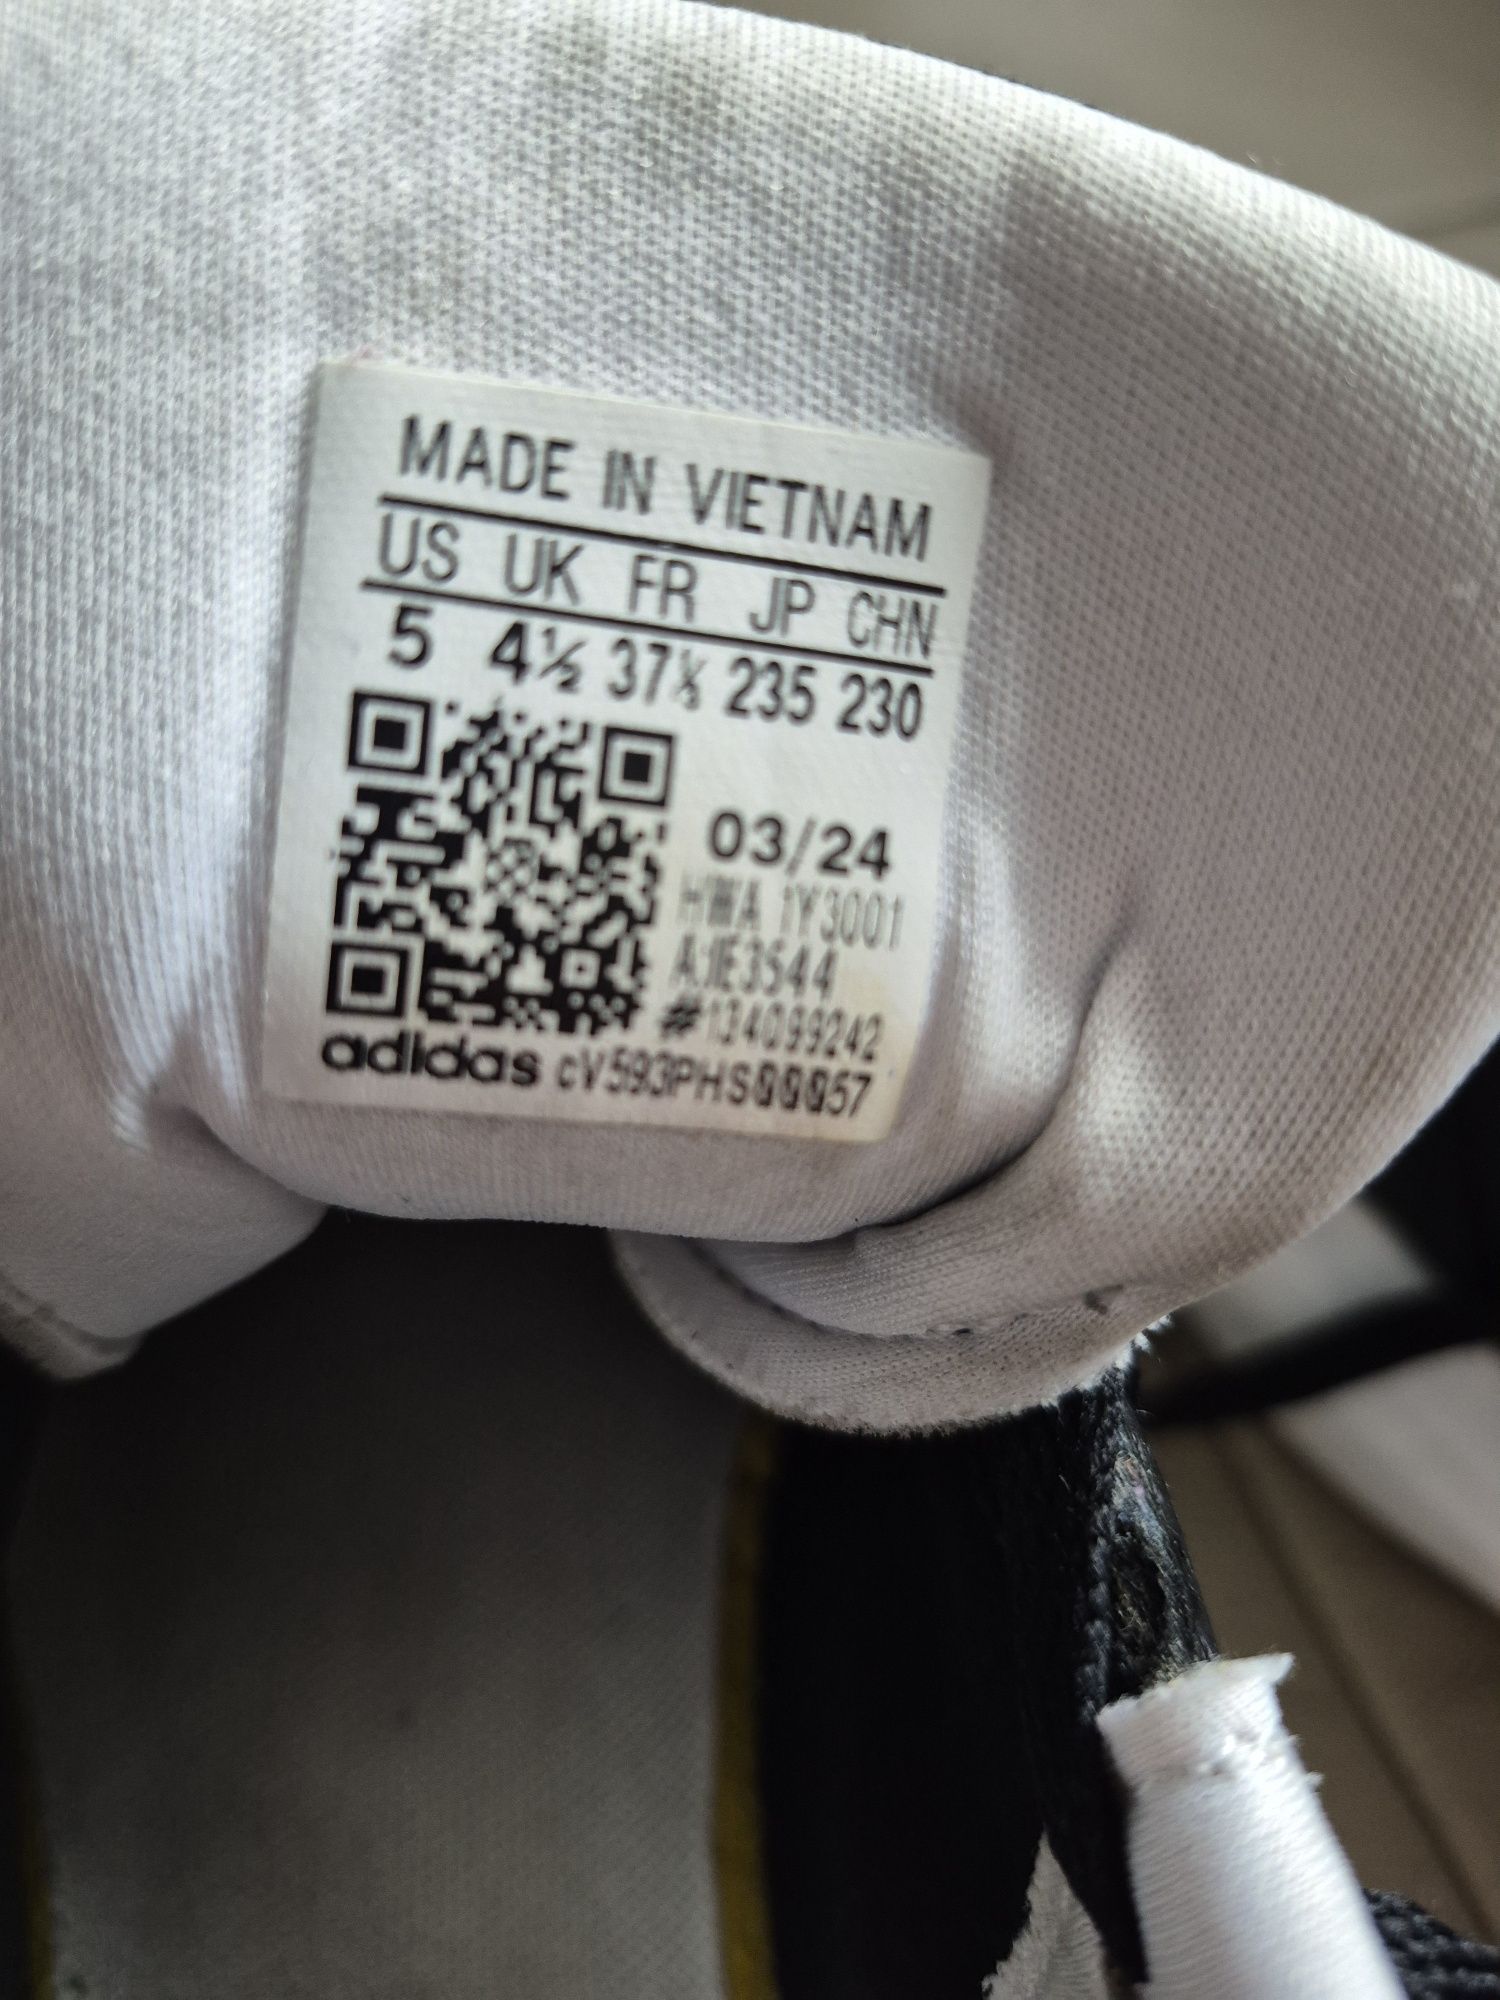 MADE IN VIETNAM
US UK FR JP CHN
5 4½ 37⅓ 235 230
03/24
HWA 1Y3001
A1E3544
#134099242
adidas cV593PHS00057